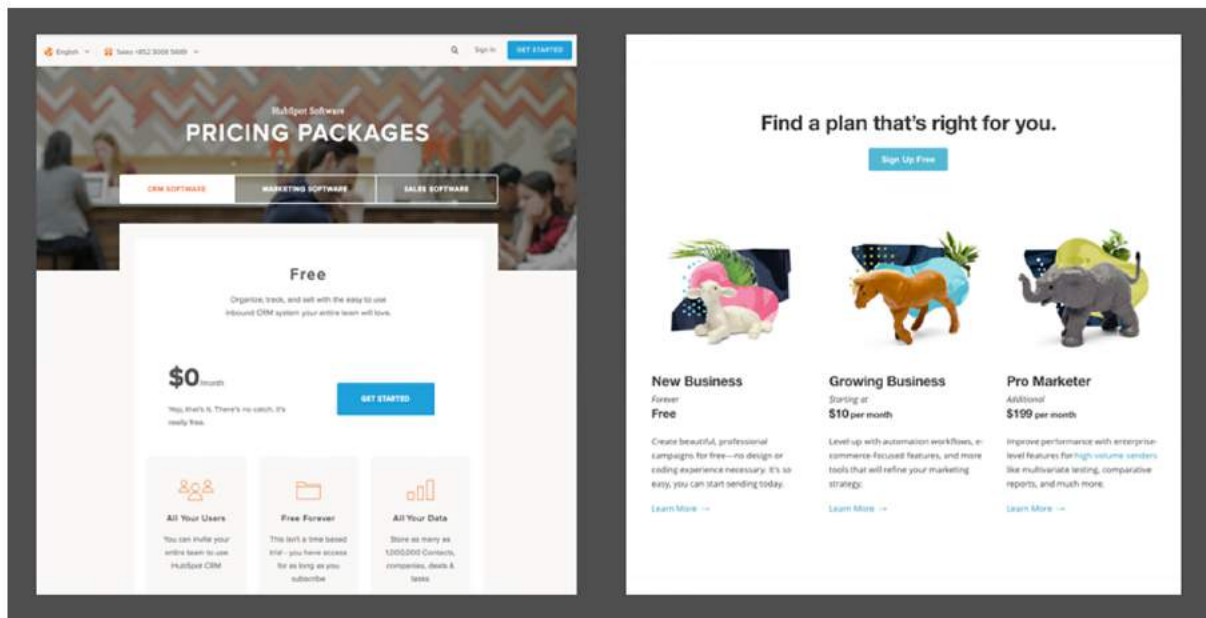 English
Sales +852 8009 5689
Sign In
GET STARTED
HubSpot Software
PRICING PACKAGES
CRM SOFTWARE
MARKETING SOFTWARE
SALES SOFTWARE
Free
Organize, track, and sell with the easy to use
inbound CRM system your entire team will love.
$0/month
Yep, that's it. There's no catch. It's
really free.
GET STARTED
All Your Users
You can invite your
entire team to use
HubSpot CRM
Free Forever
This isn't a time based
trial - you have access
for as long as you
subscribe
All Your Data
Store as many as
1,000,000 Contacts,
companies, deals &
tasks
Find a plan that's right for you.
Sign Up Free
New Business
Forever
Free
Create beautiful, professional
campaigns for free—no design or
coding experience necessary. It's so
easy, you can start sending today.
Learn More →
Growing Business
Starting at
$10 per month
Level-up with automation workflows, e-
commerce-focused features, and more
tools that will refine your marketing
strategy.
Learn More →
Pro Marketer
Additional
$199 per month
Improve performance with enterprise-
level features for high volume senders
like multivariate testing, comparative
reports, and much more.
Learn More →